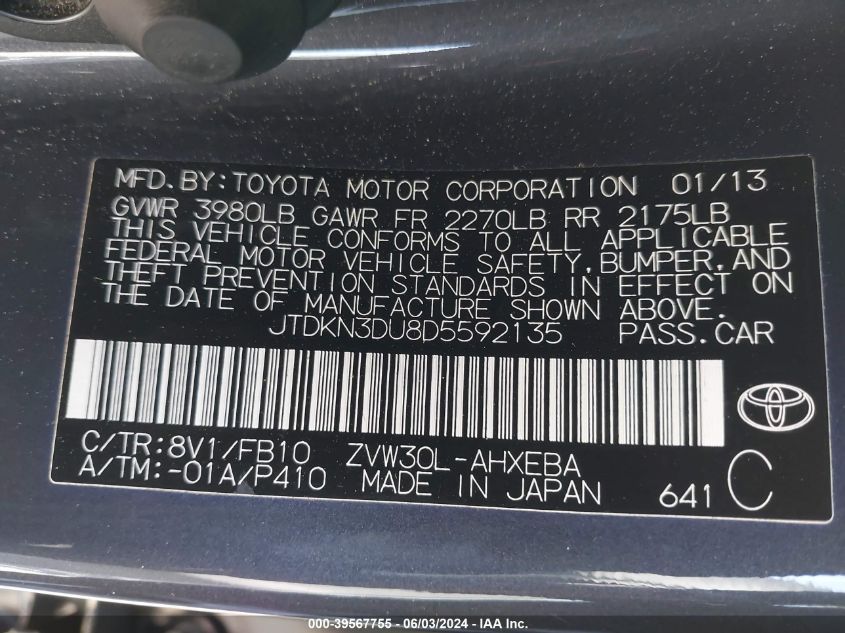 MFD.BY:TOYOTA MOTOR CORPORATION 01/13
GVWR 3980LB GAWR FR 2270LB RR 2175LB
THIS VEHICLE CONFORMS TO ALL APPLICABLE
FEDERAL MOTOR VEHICLE SAFETY,BUMPER,AND
THEFT PREVENTION STANDARDS IN EFFECT ON
THE DATE OF MANUFACTURE SHOWN ABOVE.
JTDKN3DU8D5592135 PASS.CAR
C/TR:8V1/FB10 ZVW30L-AHXEBA
A/TM:-01A/P410 MADE IN JAPAN 641 C
000-39567755 - 06/03/2024 - IAA Inc.